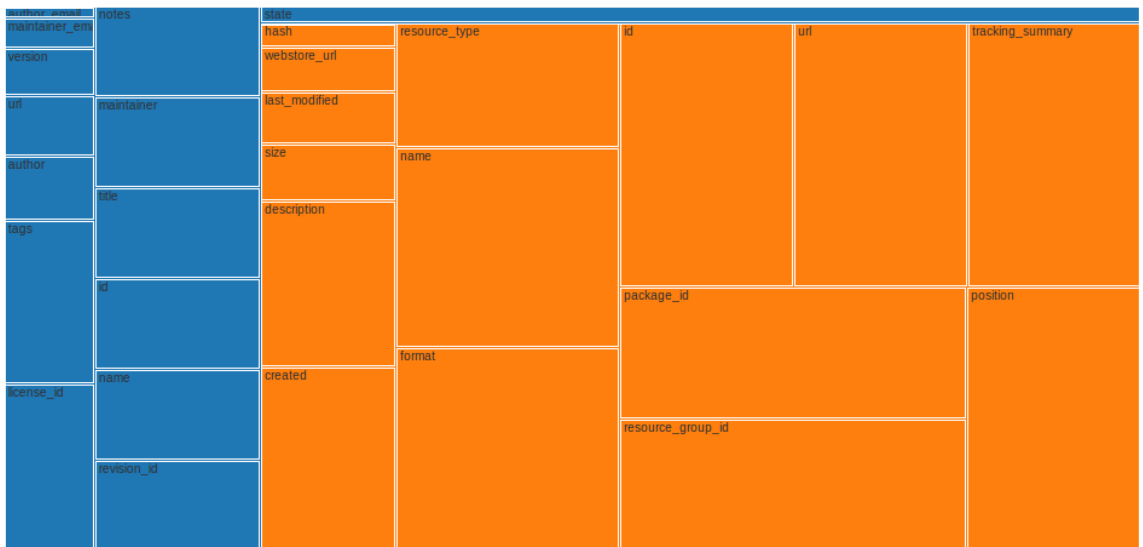 author_email
maintainer_em
version
url
author
tags
license_id
notes
maintainer
title
id
name
revision_id
state
hash
webstore_url
last_modified
size
description
created
resource_type
name
format
id
url
tracking_summary
package_id
position
resource_group_id